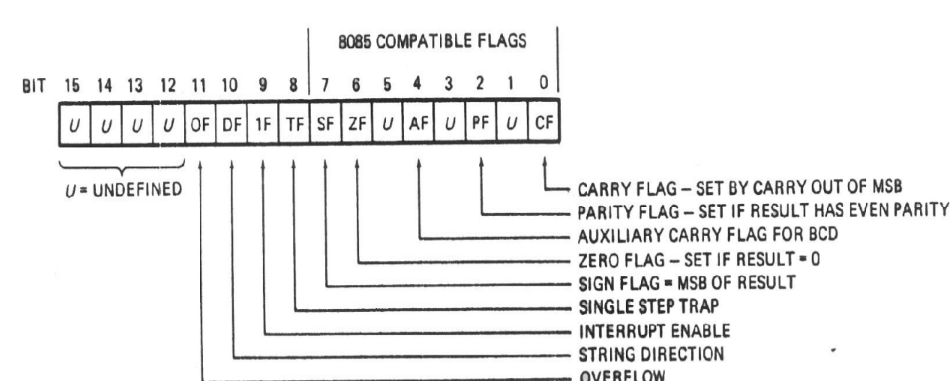 8085 COMPATIBLE FLAGS
BIT 15 14 13 12 11 10 9 8 7 6 5 4 3 2 1 0
U U U U OF DF 1F TF SF ZF U AF U PF U CF
U = UNDEFINED
CARRY FLAG – SET BY CARRY OUT OF MSB
PARITY FLAG – SET IF RESULT HAS EVEN PARITY
AUXILIARY CARRY FLAG FOR BCD
ZERO FLAG – SET IF RESULT = 0
SIGN FLAG = MSB OF RESULT
SINGLE STEP TRAP
INTERRUPT ENABLE
STRING DIRECTION
OVERFLOW